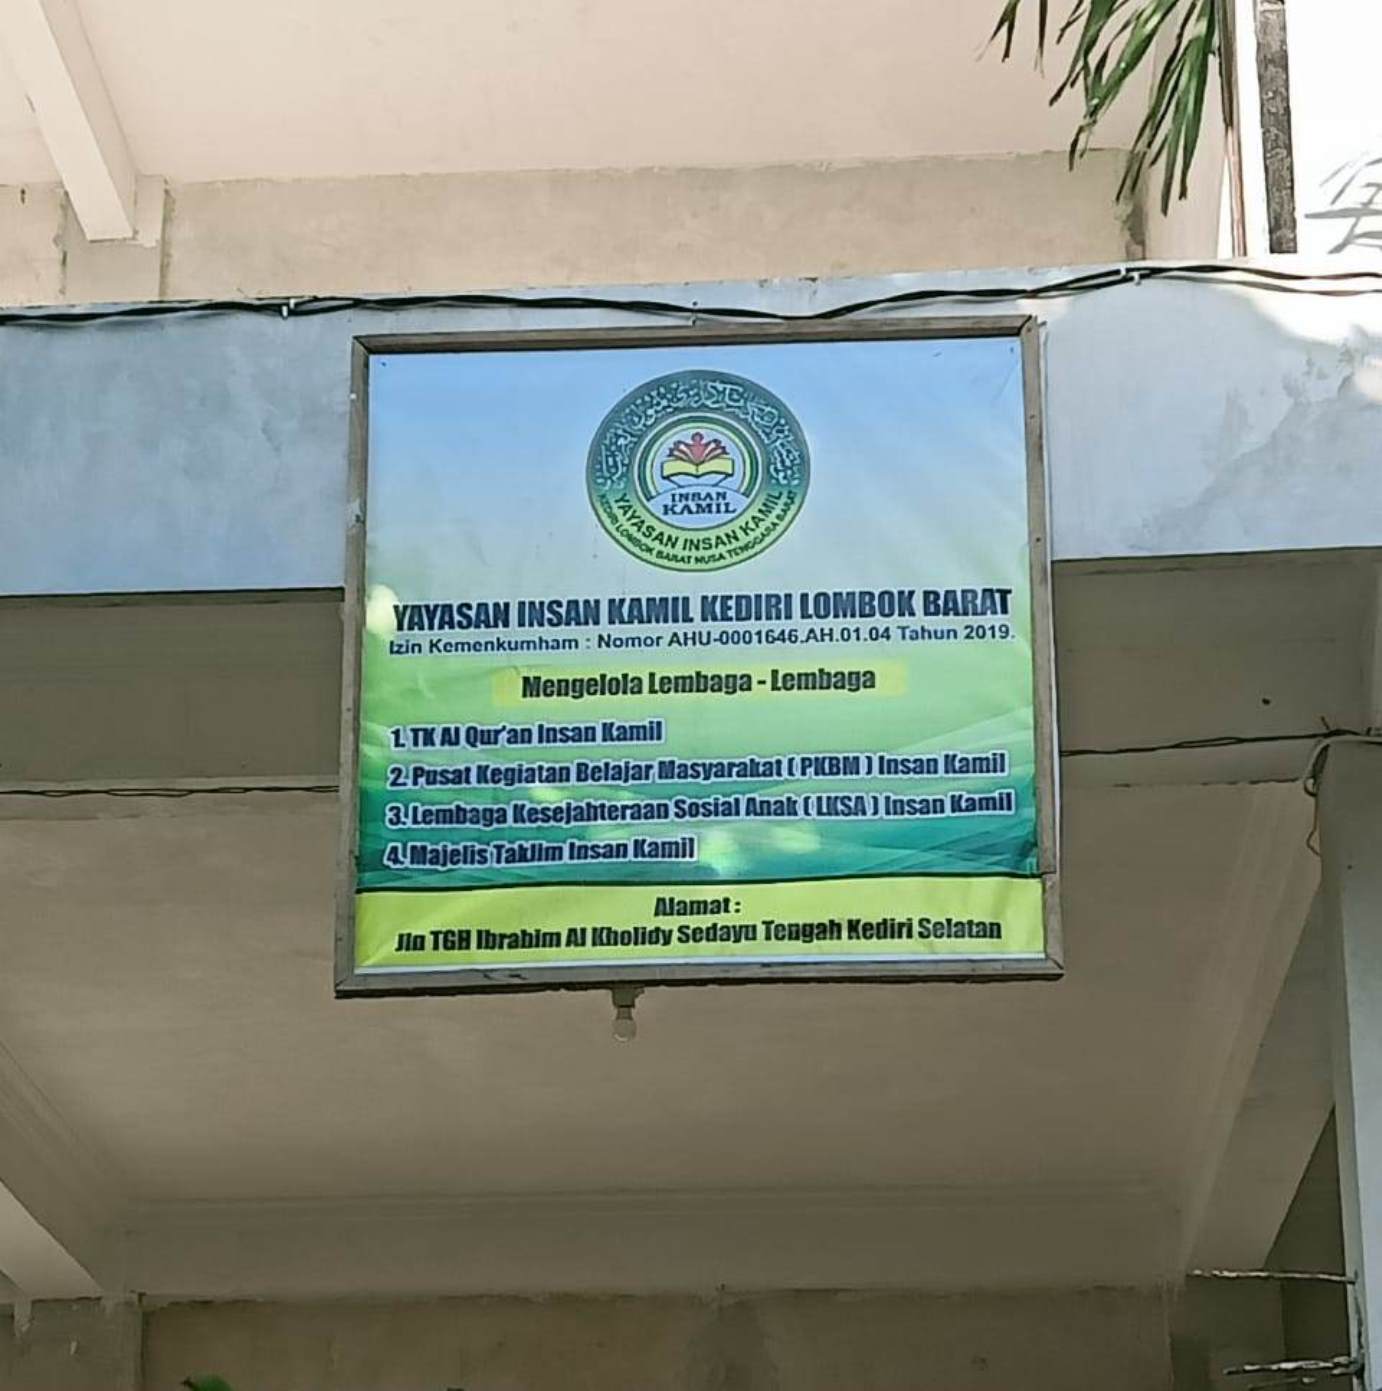 INSAN
KAMIL
YAYASAN INSAN KAMIL
KEDIRI LOMBOK BARAT NUSA TENGGARA BARAT
YAYASAN INSAN KAMIL KEDIRI LOMBOK BARAT
Izin Kemenkumham : Nomor AHU-0001646.AH.01.04 Tahun 2019.
Mengelola Lembaga - Lembaga
1. TK Al Qur'an Insan Kamil
2. Pusat Kegiatan Belajar Masyarakat ( PKBM ) Insan Kamil
3. Lembaga Kesejahteraan Sosial Anak ( LKSA ) Insan Kamil
4. Majelis Taklim Insan Kamil
Alamat :
Jln TGH Ibrahim Al Kholidy Sedayu Tengah Kediri Selatan